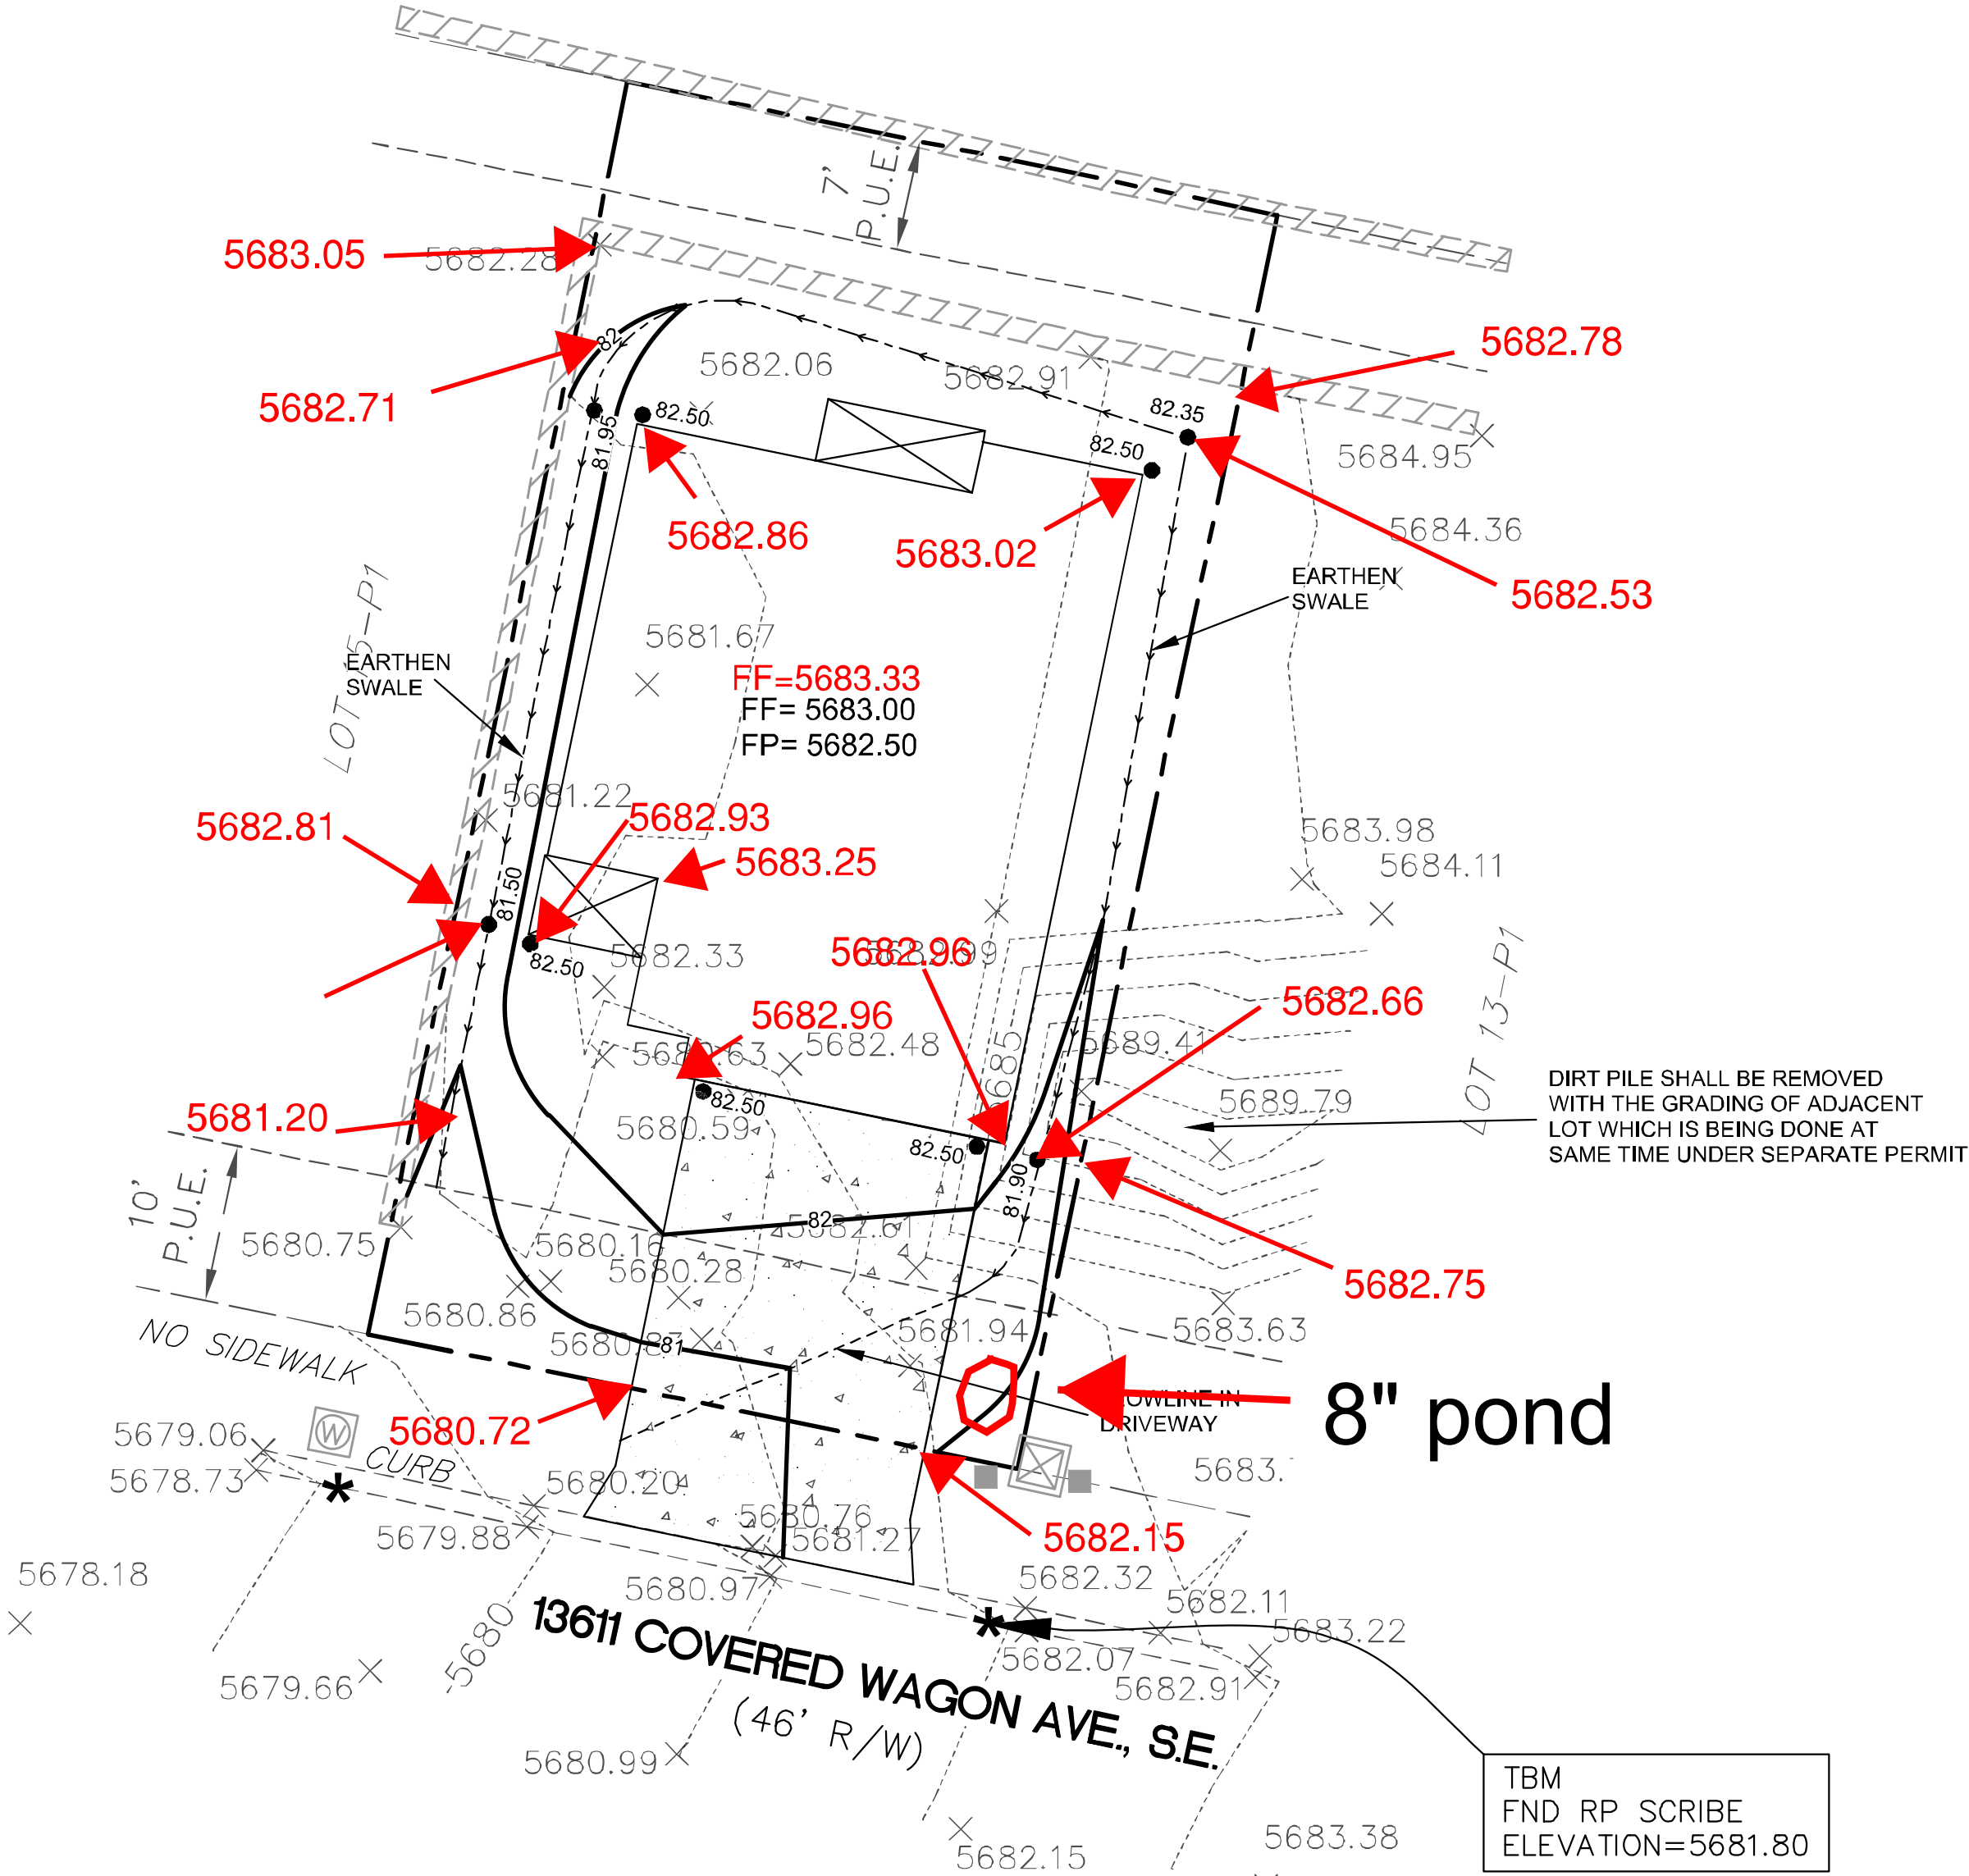 7'
P.U.E.
5683.05
5682.28
5682.78
82
5682.06
5682.91
5682.71
82.50
82.35
82.50
81.95
5684.95
5682.86
5683.02
5684.36
EARTHEN
SWALE
5682.53
5681.67
EARTHEN
SWALE
FF=5683.33
FF= 5683.00
FP= 5682.50
LOT 15-P1
5681.22
5682.81
5682.93
5683.25
5683.98
5684.11
81.50
82.50
5682.33
5682.96
5682.99
5682.66
5682.96
5682.48
5680.63
5685
5689.41
LOT 13-P1
82.50
5680.59
82.50
5689.79
DIRT PILE SHALL BE REMOVED
WITH THE GRADING OF ADJACENT
LOT WHICH IS BEING DONE AT
SAME TIME UNDER SEPARATE PERMIT
5681.20
10'
P.U.E.
81.90
82
5682.61
5680.75
5680.16
5680.28
5682.75
5680.86
5681.94
5683.63
NO SIDEWALK
81
DRIVEWAY
8" pond
5680.72
5679.06
W
CURB
5678.73
5680.20
5683.
5679.88
5680.76
5681.27
5682.15
5678.18
5680.97
5682.32
5682.11
5683.22
-5680
13611 COVERED WAGON AVE., S.E.
(46' R/W)
5682.07
5682.91
5679.66
5680.99
TBM
FND RP SCRIBE
ELEVATION=5681.80
5682.15
5683.38